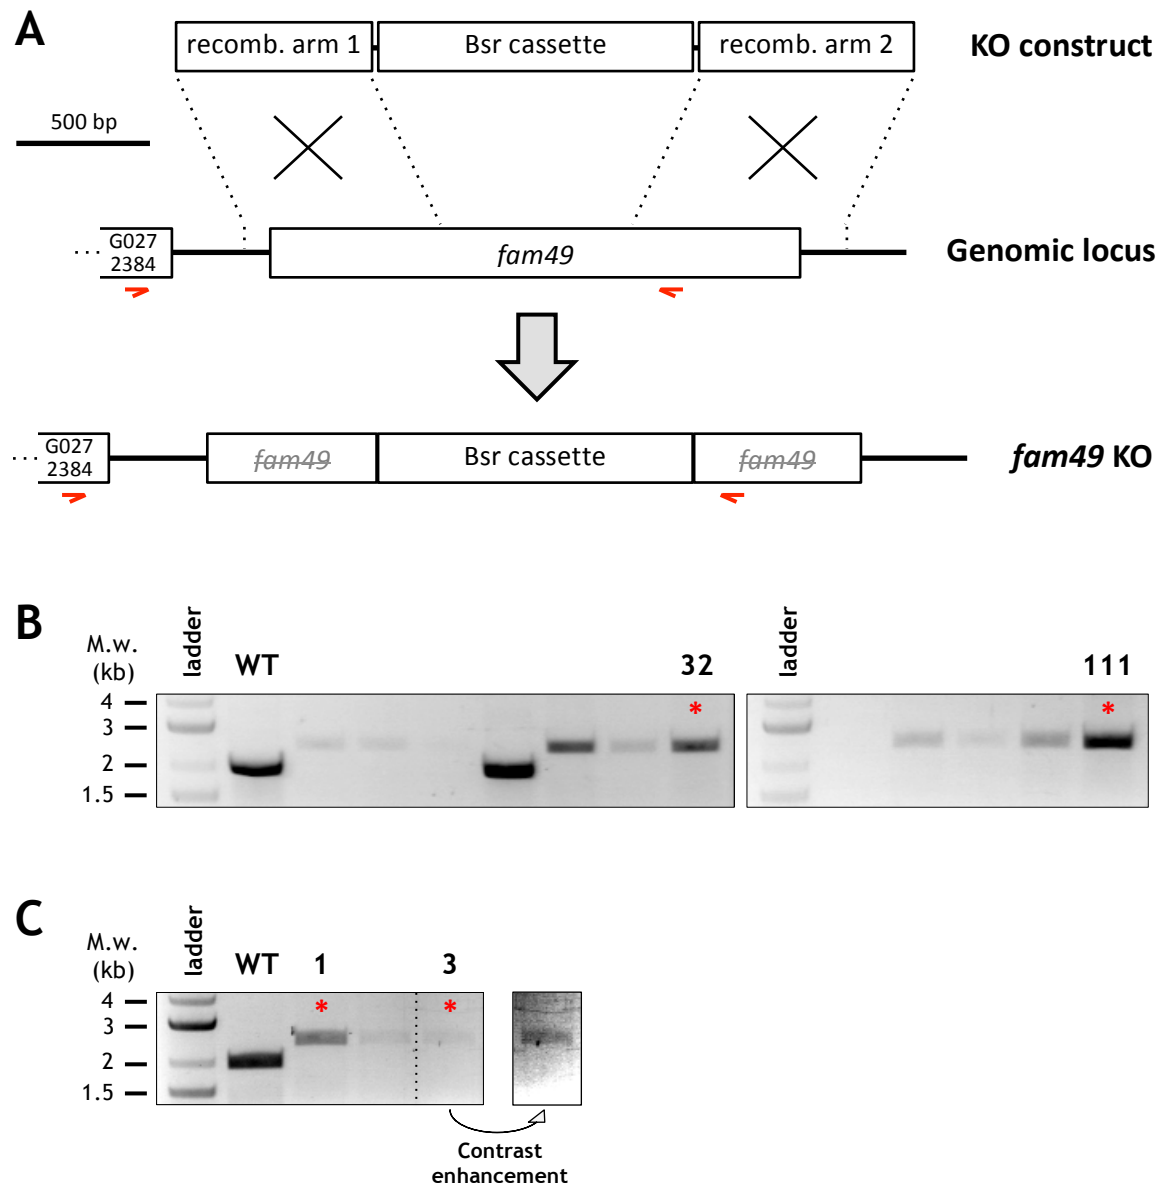 A
recomb. arm 1
Bsr cassette
recomb. arm 2
KO construct
500 bp
G027
2384
fam49
Genomic locus
G027
2384
fam49
Bsr cassette
fam49
fam49 KO
B
M.w.
(kb)
ladder
WT
32
ladder
111
4
3
2
1.5
*
*
C
M.w.
(kb)
ladder
WT
1
3
4
3
2
1.5
*
*
Contrast
enhancement